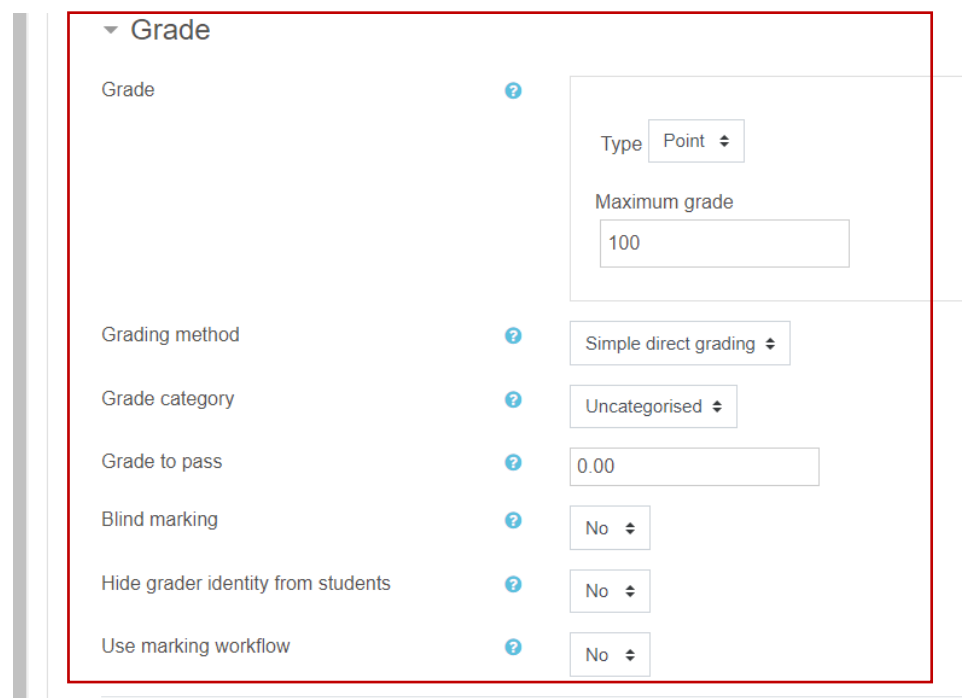 Grade
Grade
Type Point
Maximum grade
100
Grading method Simple direct grading
Grade category Uncategorised
Grade to pass 0.00
Blind marking No
Hide grader identity from students No
Use marking workflow No